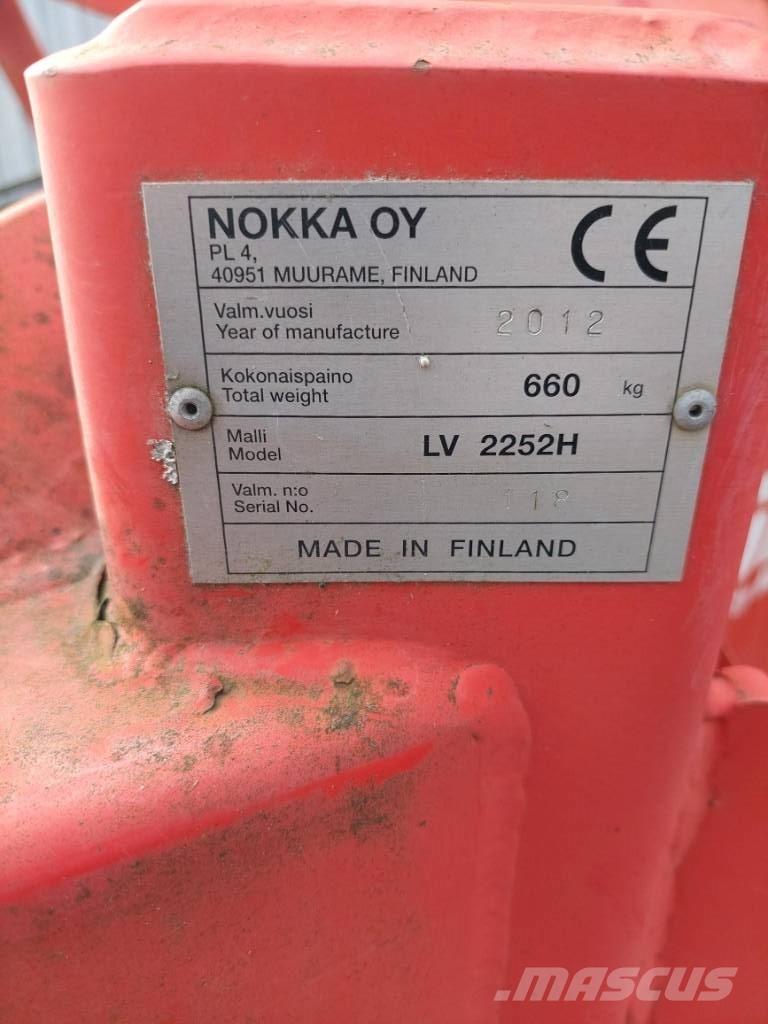 NOKKA OY
PL 4,
40951 MUURAME, FINLAND
CE
Valm.vuosi
Year of manufacture
2012
Kokonaispaino
Total weight
660 kg
Malli
Model
LV 2252H
Valm. n:o
Serial No.
118
MADE IN FINLAND
MASCUS